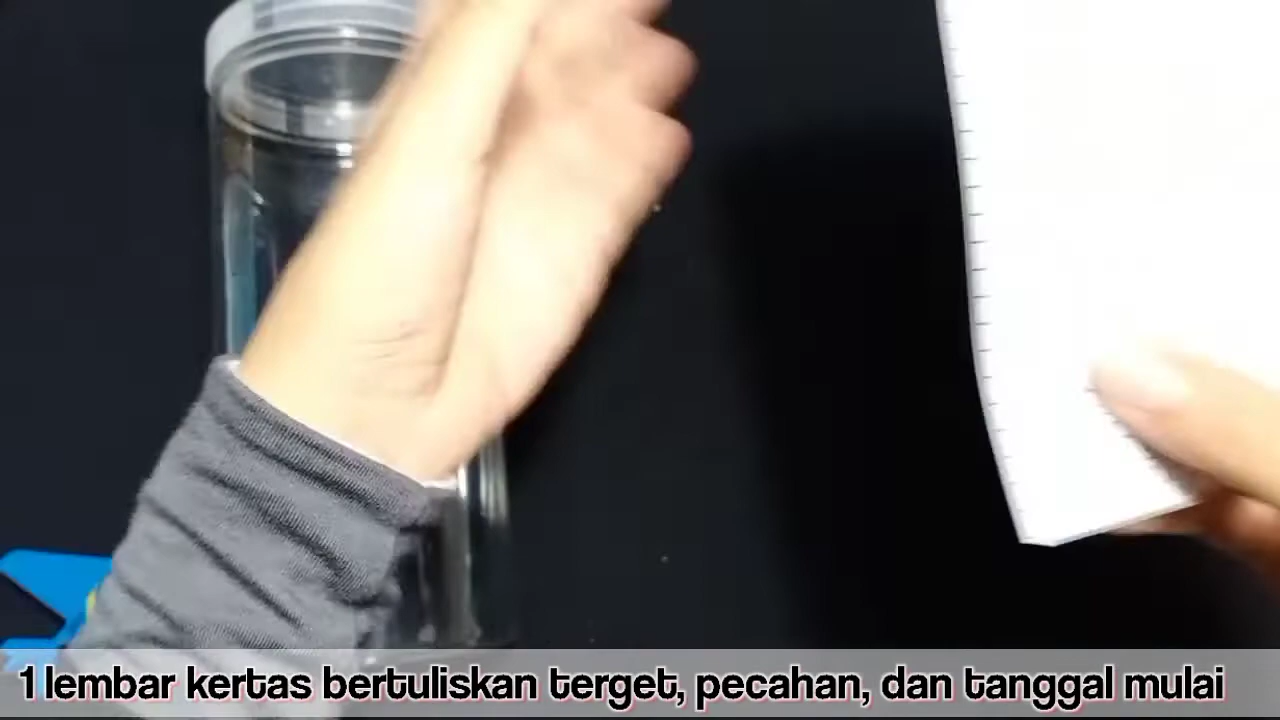 1 lembar kertas bertuliskan terget, pecahan, dan tanggal mulai